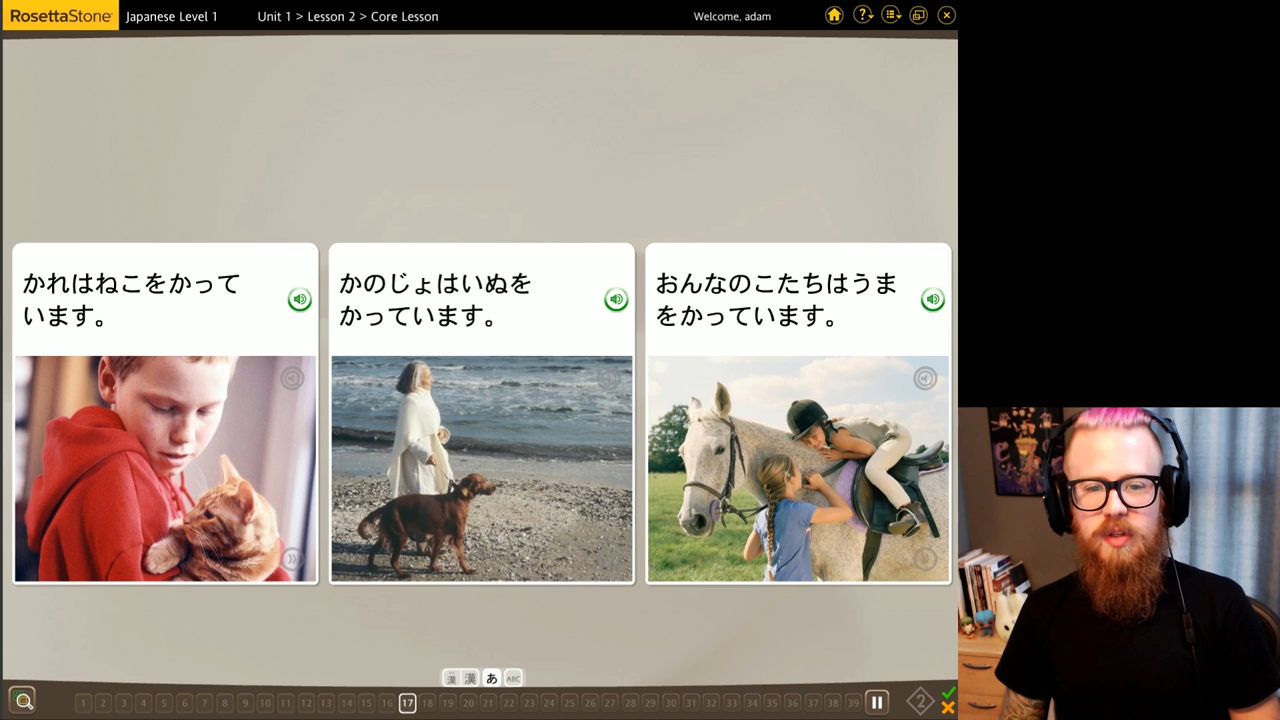 RosettaStone Japanese Level 1 Unit 1 > Lesson 2 > Core Lesson Welcome, adam
かれはねこをかって
います。
かのじょはいぬを
かっています。
おんなのこたちはうま
をかっています。
漢 漢 あ ABC
1 2 3 4 5 6 7 8 9 10 11 12 13 14 15 16 17 18 19 20 21 22 23 24 25 26 27 28 29 30 31 32 33 34 35 36 37 38 39 2